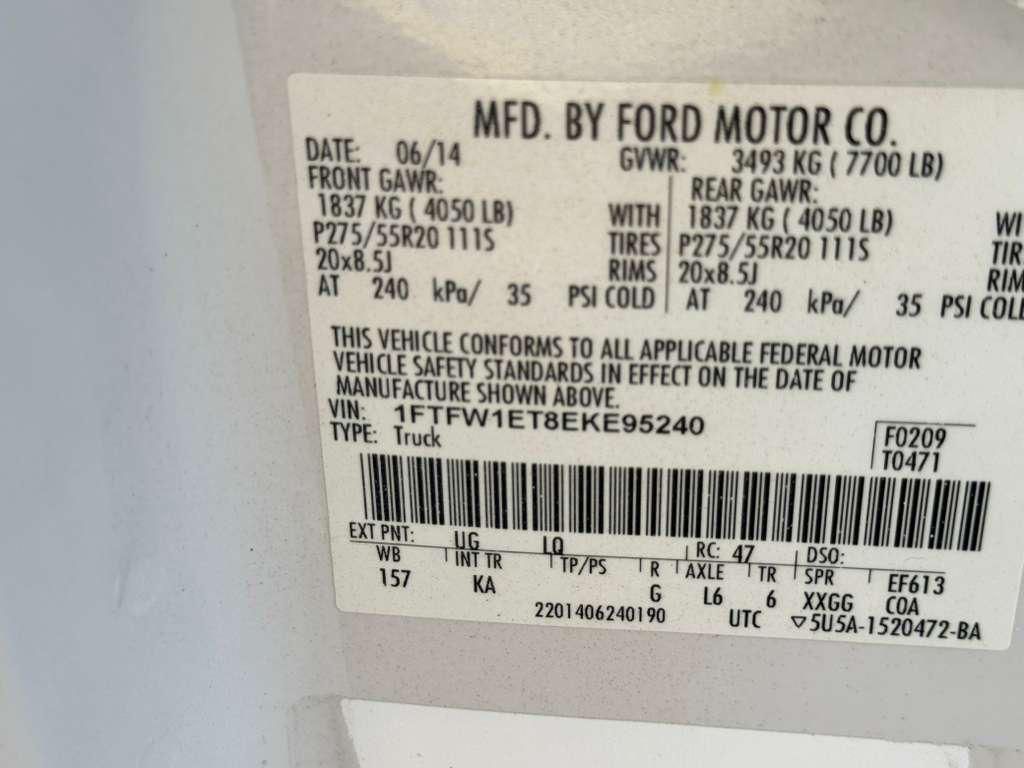 MFD. BY FORD MOTOR CO.
DATE: 06/14 GVWR: 3493 KG ( 7700 LB)
FRONT GAWR: REAR GAWR:
1837 KG ( 4050 LB) WITH 1837 KG ( 4050 LB) WI
P275/55R20 111S TIRES P275/55R20 111S TIR
20x8.5J RIMS 20x8.5J RIM
AT 240 kPa/ 35 PSI COLD AT 240 kPa/ 35 PSI COL
THIS VEHICLE CONFORMS TO ALL APPLICABLE FEDERAL MOTOR
VEHICLE SAFETY STANDARDS IN EFFECT ON THE DATE OF
MANUFACTURE SHOWN ABOVE.
VIN: 1FTFW1ET8EKE95240
TYPE: Truck
F0209
T0471
EXT PNT: UG LQ RC: 47 DSO:
WB INT TR TP/PS R AXLE TR SPR EF613
157 KA G L6 6 XXGG COA
2201406240190 UTC ▽5U5A-1520472-BA